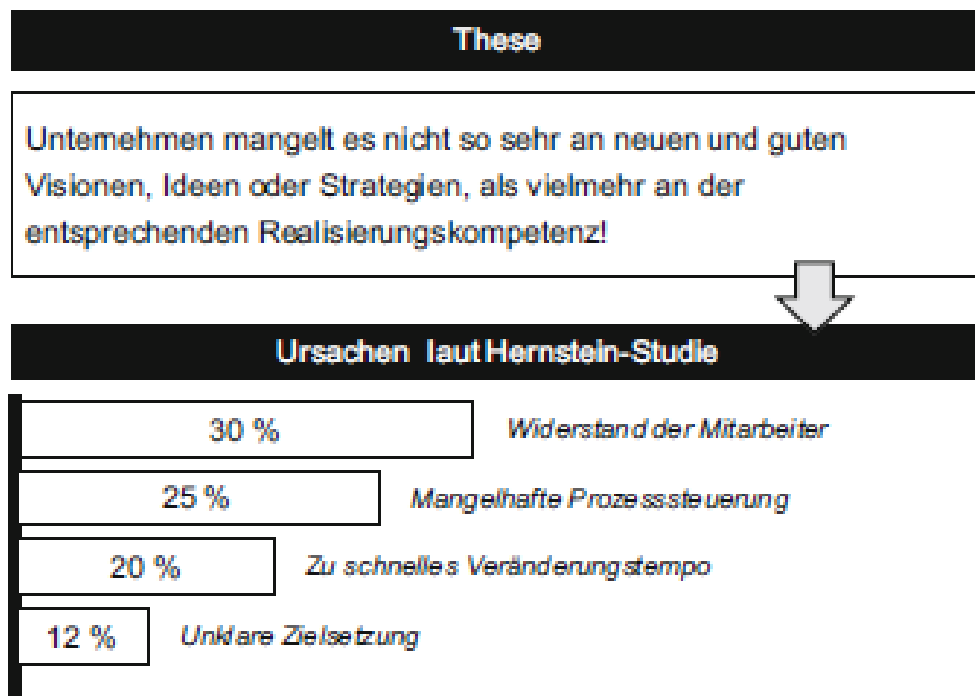 These
Unternehmen mangelt es nicht so sehr an neuen und guten
Visionen, Ideen oder Strategien, als vielmehr an der
entsprechenden Realisierungskompetenz!
Ursachen laut Hernstein-Studie
30 % Widerstand der Mitarbeiter
25 % Mangelhafte Prozesssteuerung
20 % Zu schnelles Veränderungstempo
12 % Unklare Zielsetzung